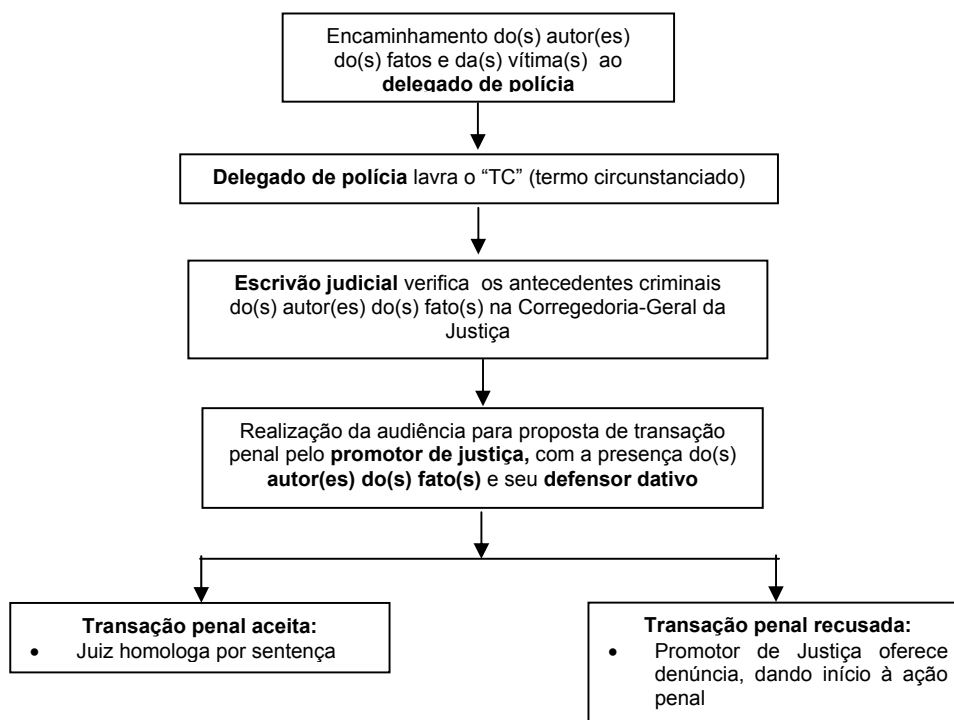 Encaminhamento do(s) autor(es)
do(s) fatos e da(s) vítima(s) ao
delegado de polícia
Delegado de polícia lavra o “TC” (termo circunstanciado)
Escrivão judicial verifica os antecedentes criminais
do(s) autor(es) do(s) fato(s) na Corregedoria-Geral da
Justiça
Realização da audiência para proposta de transação
penal pelo promotor de justiça, com a presença do(s)
autor(es) do(s) fato(s) e seu defensor dativo
Transação penal aceita:
• Juiz homologa por sentença
Transação penal recusada:
• Promotor de Justiça oferece
denúncia, dando início à ação
penal